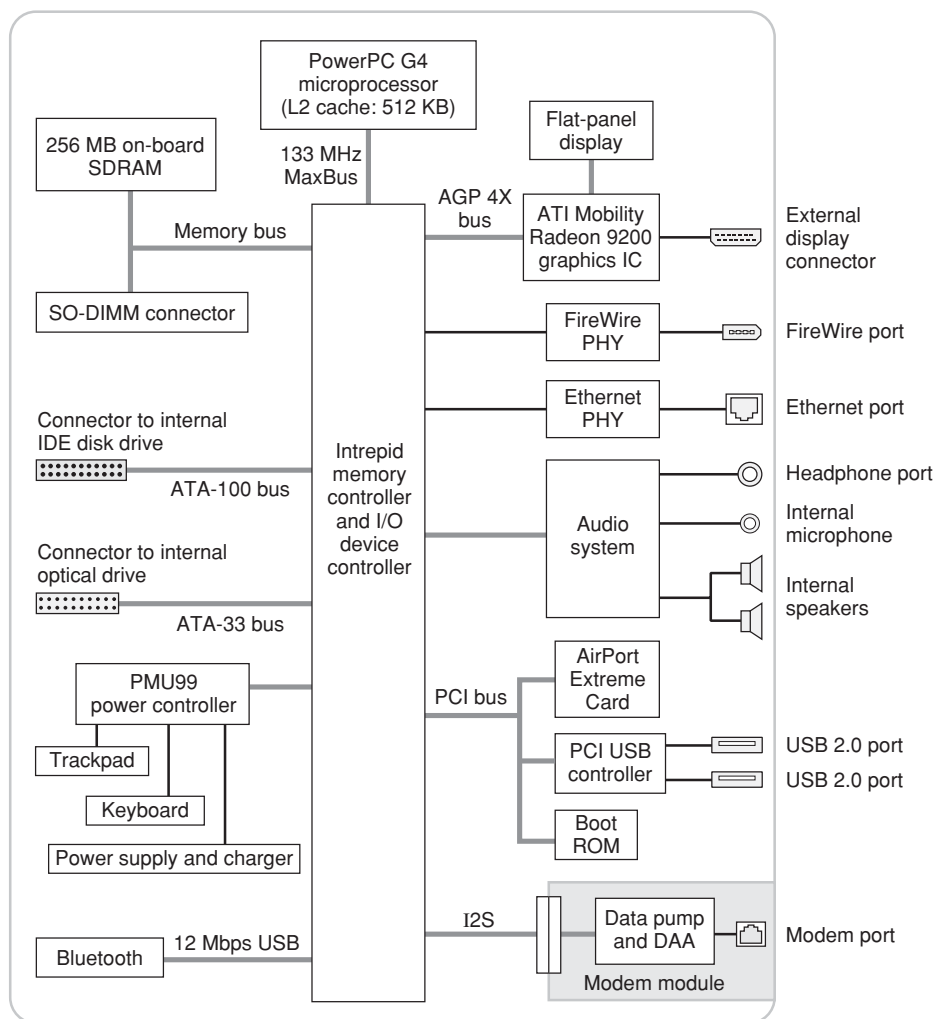 PowerPC G4
microprocessor
(L2 cache: 512 KB)
Flat-panel
display
256 MB on-board
SDRAM
133 MHz
MaxBus
AGP 4X
bus
ATI Mobility
Radeon 9200
graphics IC
External
display
connector
Memory bus
SO-DIMM connector
FireWire
PHY
FireWire port
Ethernet
PHY
Ethernet port
Connector to internal
IDE disk drive
ATA-100 bus
Intrepid
memory
controller
and I/O
device
controller
Audio
system
Headphone port
Internal
microphone
Internal
speakers
Connector to internal
optical drive
ATA-33 bus
PMU99
power controller
Trackpad
Keyboard
Power supply and charger
PCI bus
AirPort
Extreme
Card
PCI USB
controller
USB 2.0 port
USB 2.0 port
Boot
ROM
Bluetooth
12 Mbps USB
I2S
Data pump
and DAA
Modem port
Modem module